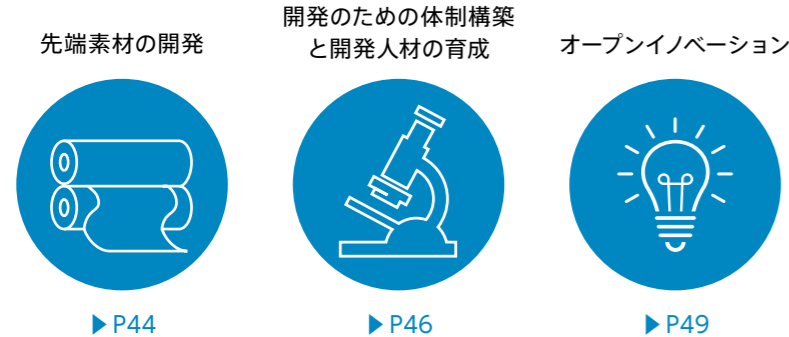 先端素材の開発
開発のための体制構築
と開発人材の育成
オープンイノベーション
▶P44
▶P46
▶P49